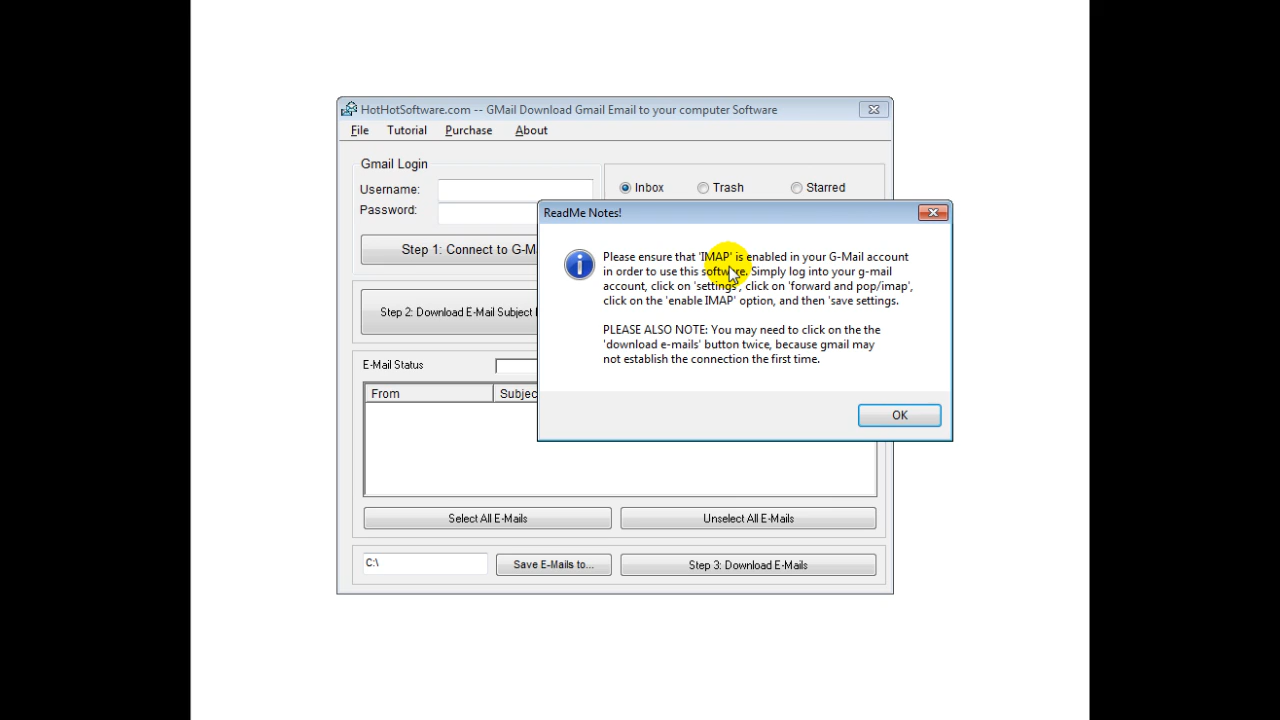 HotHotSoftware.com -- GMail Download Gmail Email to your computer Software
File Tutorial Purchase About
Gmail Login
Username:
Password:
Inbox Trash Starred
Step 1: Connect to G-Ma
Step 2: Download E-Mail Subject
E-Mail Status
From Subjec
ReadMe Notes!
Please ensure that 'IMAP' is enabled in your G-Mail account
in order to use this software. Simply log into your g-mail
account, click on 'settings', click on 'forward and pop/imap',
click on the 'enable IMAP' option, and then 'save settings.
PLEASE ALSO NOTE: You may need to click on the the
'download e-mails' button twice, because gmail may
not establish the connection the first time.
OK
Select All E-Mails Unselect All E-Mails
C:\ Save E-Mails to... Step 3: Download E-Mails